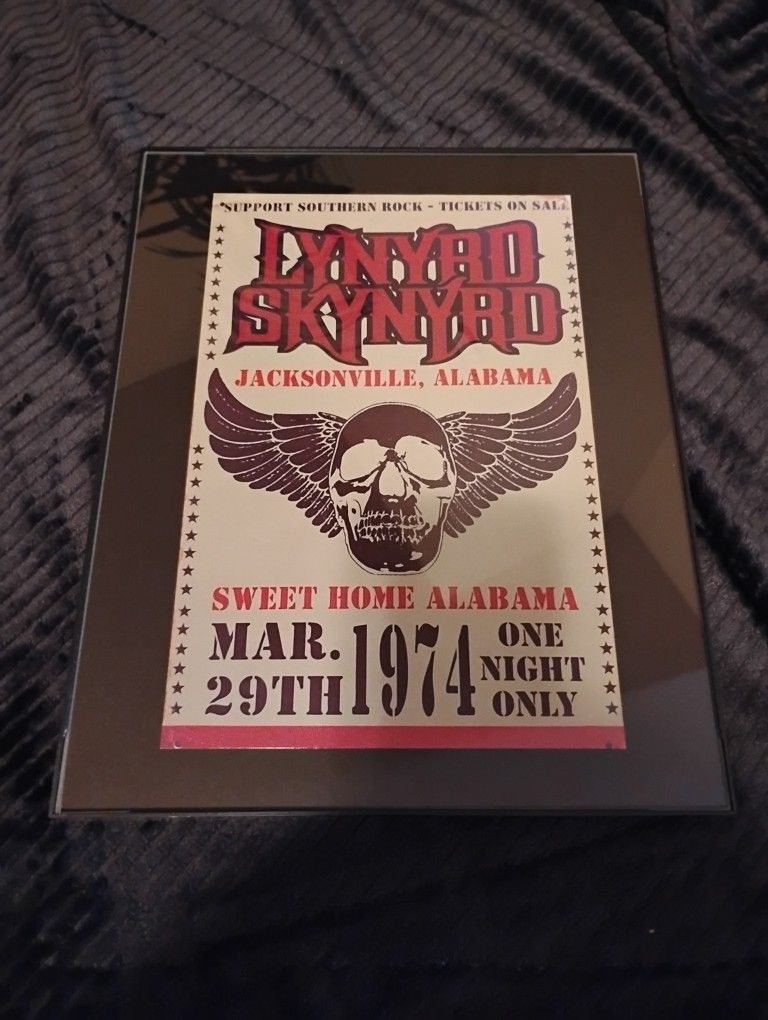 *SUPPORT SOUTHERN ROCK - TICKETS ON SALE
LYNYRD
SKYNYRD
JACKSONVILLE, ALABAMA
SWEET HOME ALABAMA
MAR.
29TH
1974
ONE
NIGHT
ONLY